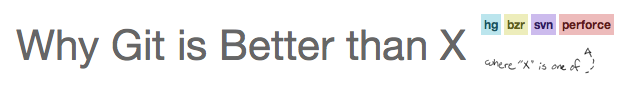 Why Git is Better than X
hg bzr svn perforce
where "X" is one of